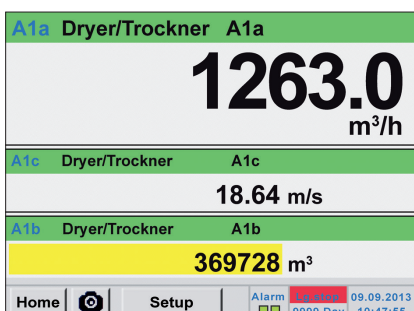 A1a Dryer/Trockner A1a
1263.0
m³/h
A1c Dryer/Trockner A1c
18.64 m/s
A1b Dryer/Trockner A1b
369728 m³
Home Setup Alarm 09.09.2013